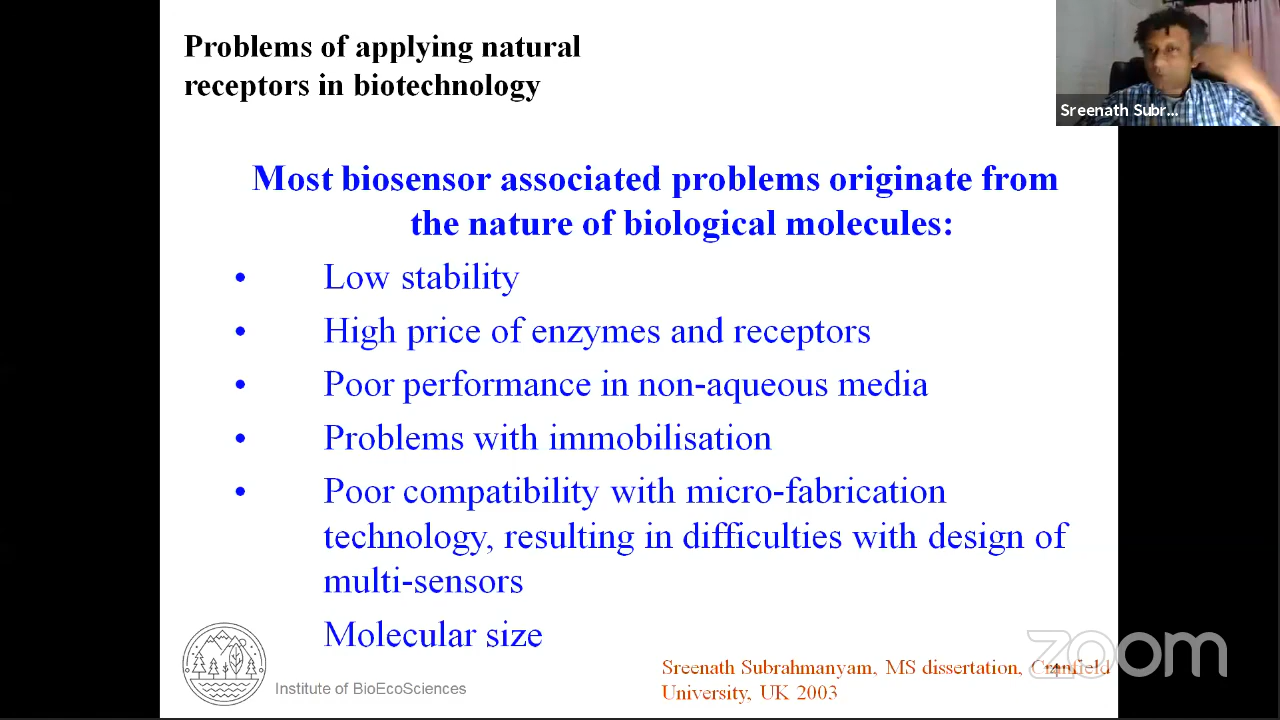 Problems of applying natural
receptors in biotechnology
Sreenath Subr...
Most biosensor associated problems originate from
the nature of biological molecules:
• Low stability
• High price of enzymes and receptors
• Poor performance in non-aqueous media
• Problems with immobilisation
• Poor compatibility with micro-fabrication
technology, resulting in difficulties with design of
multi-sensors
Molecular size
Institute of BioEcoSciences
Sreenath Subrahmanyam, MS dissertation, Cranfield
University, UK 2003
4
zoom